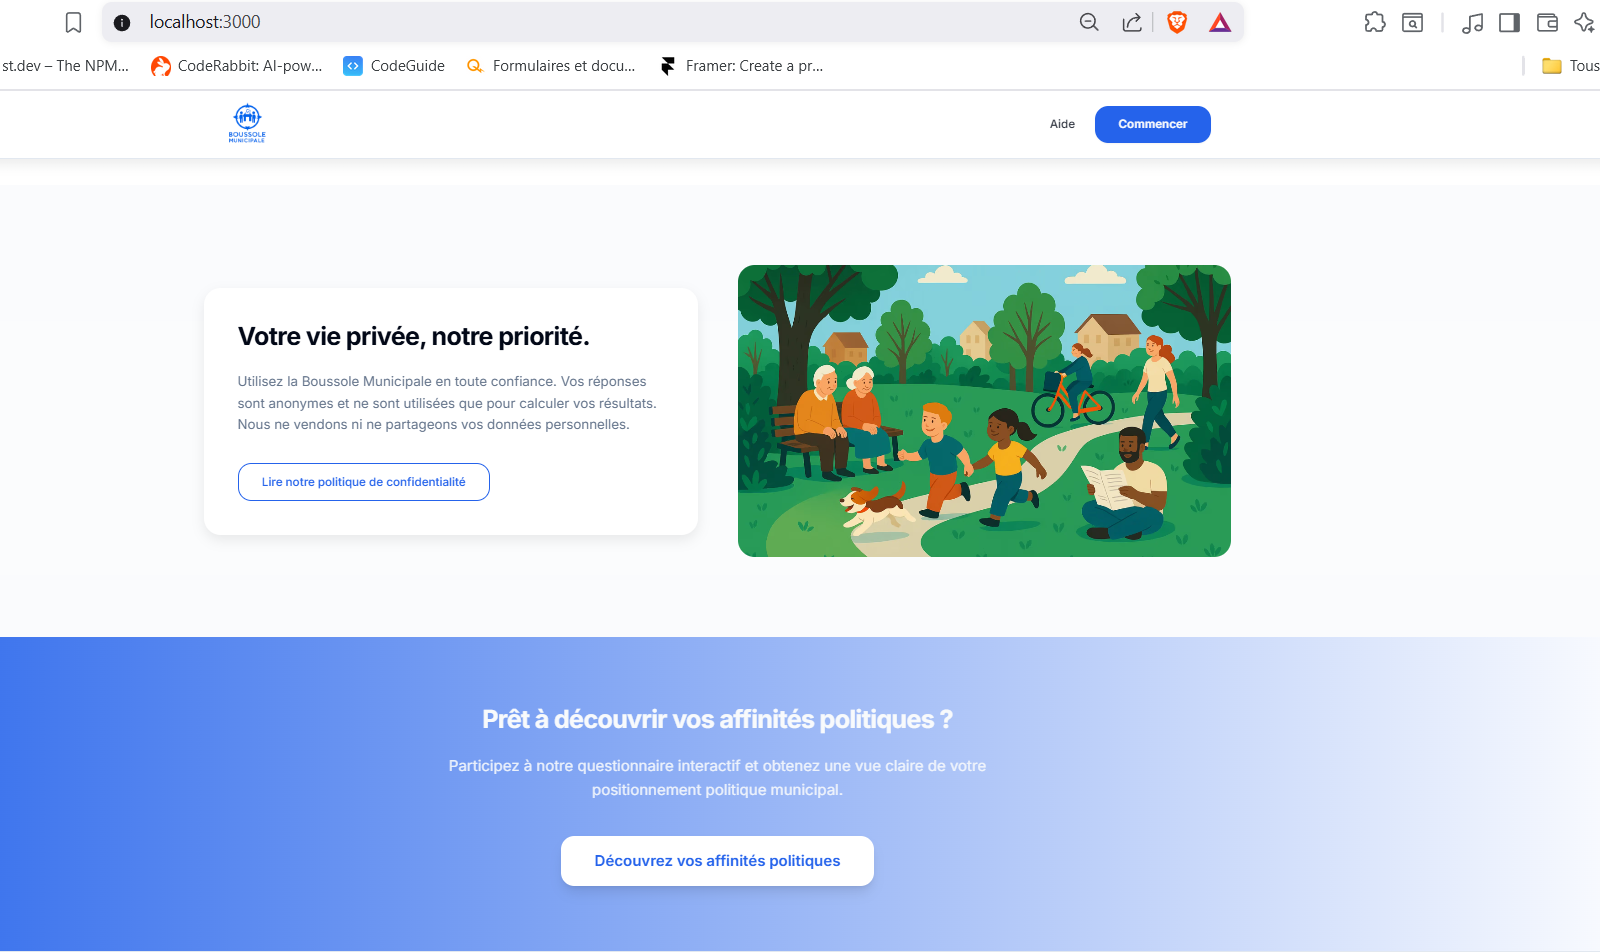 localhost:3000
st.dev – The NPM...
CodeRabbit: AI-pow...
CodeGuide
Formulaires et docu...
Framer: Create a pr...
Tous
BOUSSOLE
MUNICIPALE
Aide
Commencer
Votre vie privée, notre priorité.
Utilisez la Boussole Municipale en toute confiance. Vos réponses
sont anonymes et ne sont utilisées que pour calculer vos résultats.
Nous ne vendons ni ne partageons vos données personnelles.
Lire notre politique de confidentialité
Prêt à découvrir vos affinités politiques ?
Participez à notre questionnaire interactif et obtenez une vue claire de votre
positionnement politique municipal.
Découvrez vos affinités politiques